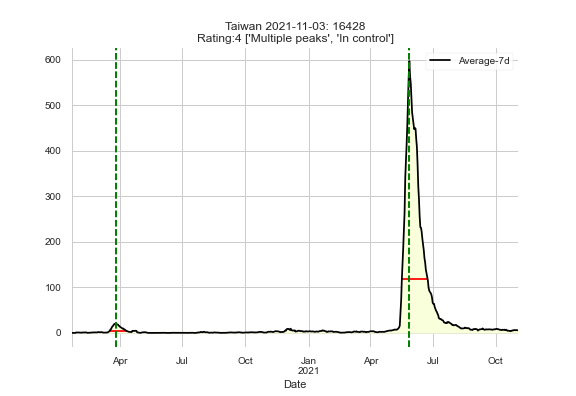 Taiwan 2021-11-03: 16428
Rating:4 ['Multiple peaks', 'In control']
Average-7d
600
500
400
300
200
100
0
Apr
Jul
Oct
Jan
2021
Apr
Jul
Oct
Date